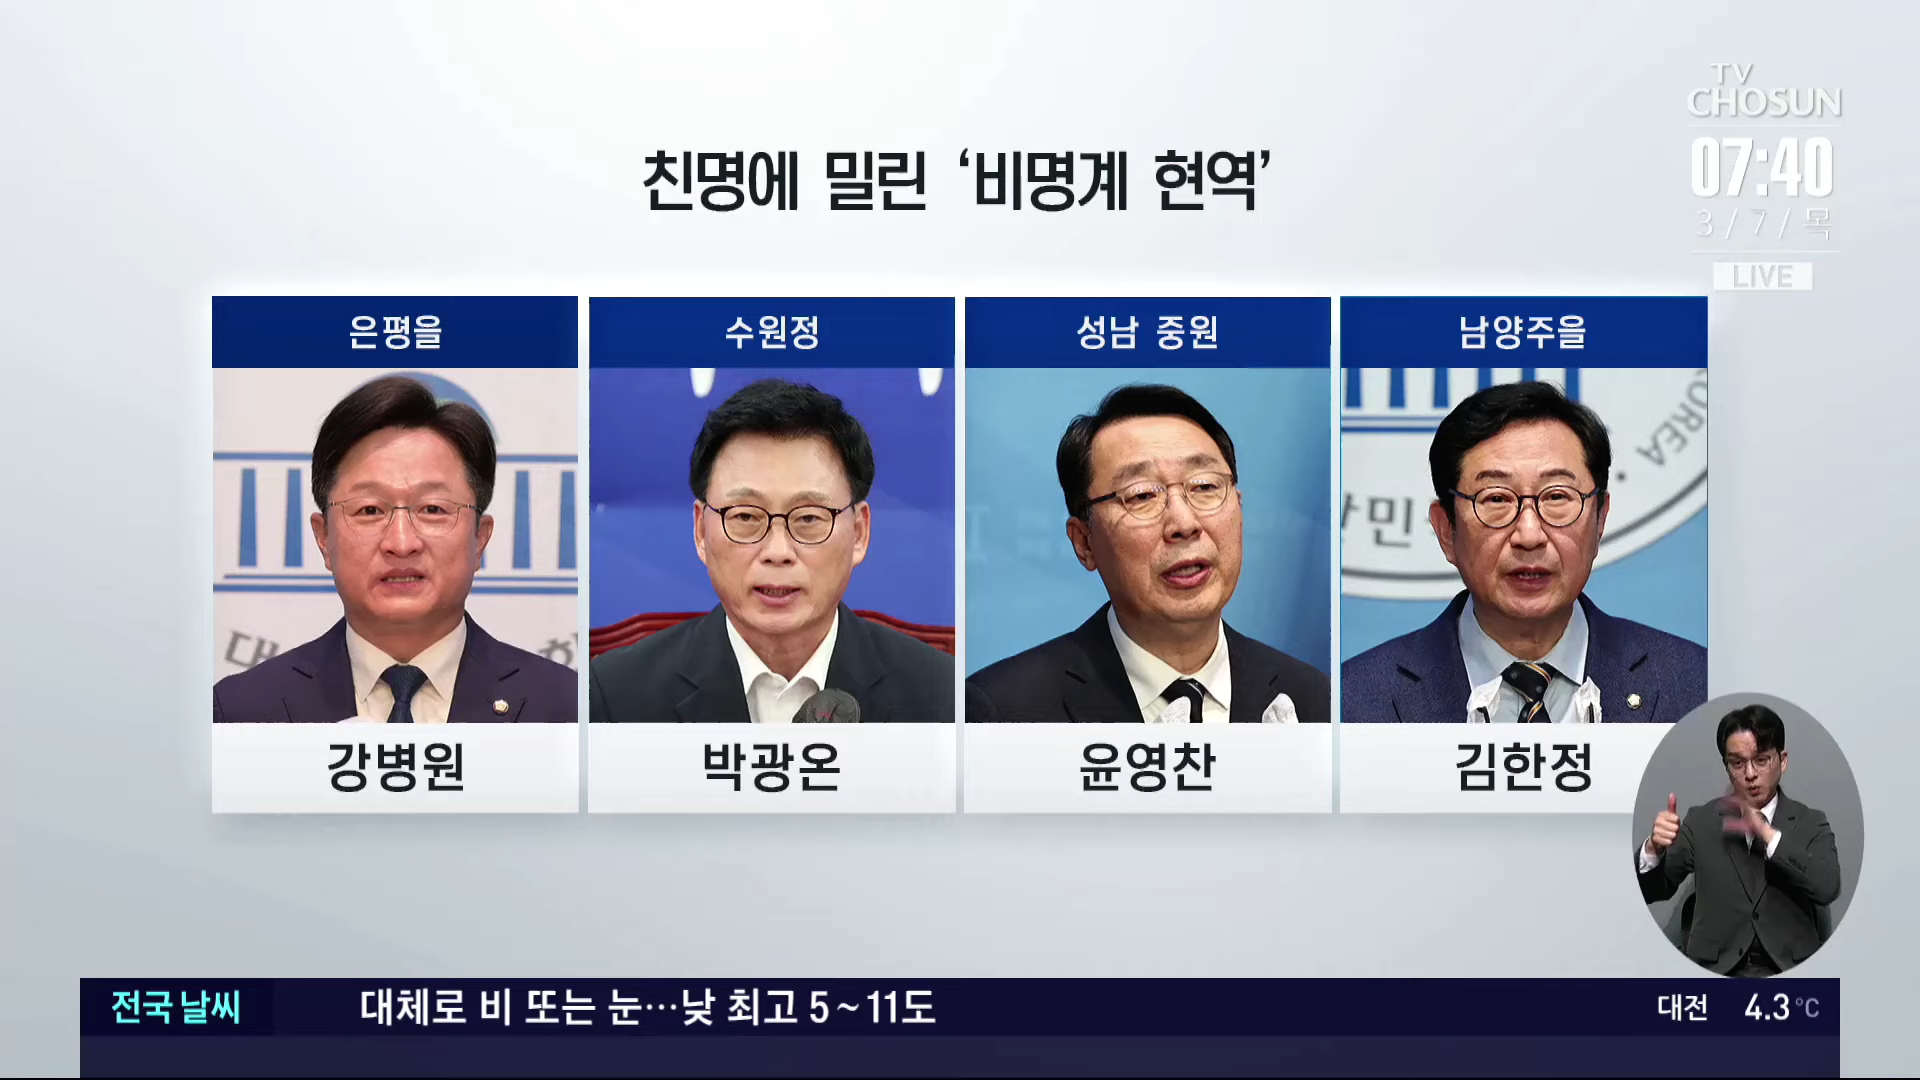 TV
CHOSUN
07:40
3/7/목
LIVE
친명에 밀린 ‘비명계 현역’
은평을
수원정
성남 중원
남양주을
KOREA
강병원
박광온
윤영찬
김한정
전국 날씨
대체로 비 또는 눈…낮 최고 5~11도
대전 4.3°C